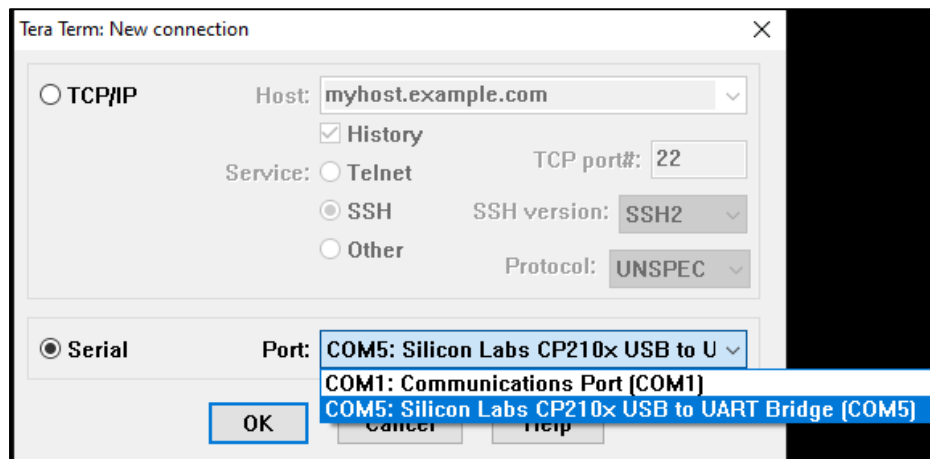 Tera Term: New connection
TCP/IP
Host: myhost.example.com
History
Service: Telnet
TCP port#: 22
SSH
SSH version: SSH2
Other
Protocol: UNSPEC
Serial
Port: COM5: Silicon Labs CP210x USB to U
COM1: Communications Port (COM1)
COM5: Silicon Labs CP210x USB to UART Bridge (COM5)
OK
Cancel
Help